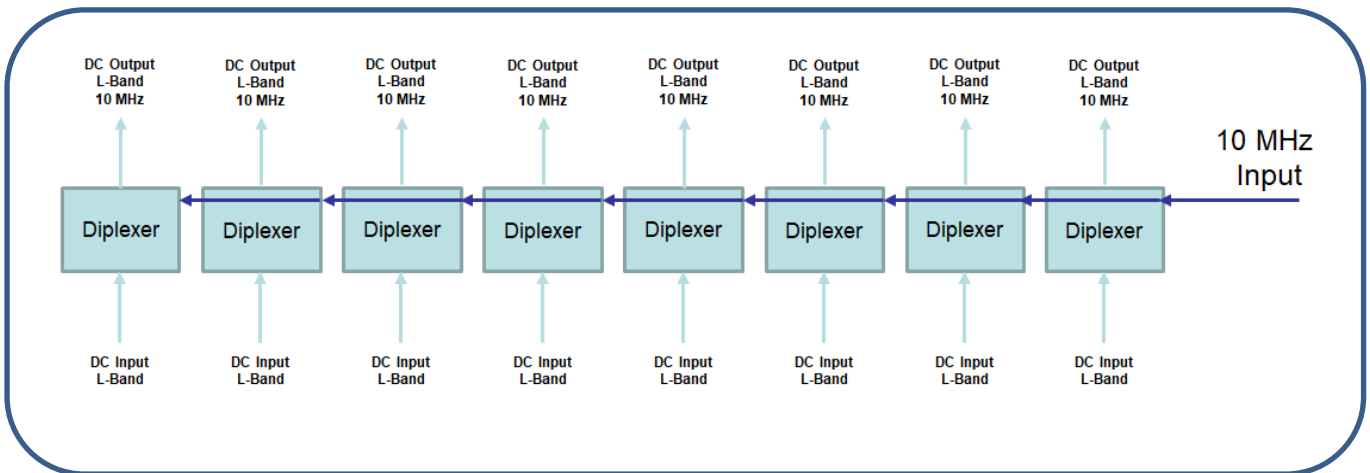 DC Output
L-Band
10 MHz
DC Output
L-Band
10 MHz
DC Output
L-Band
10 MHz
DC Output
L-Band
10 MHz
DC Output
L-Band
10 MHz
DC Output
L-Band
10 MHz
DC Output
L-Band
10 MHz
DC Output
L-Band
10 MHz
10 MHz
Input
Diplexer
Diplexer
Diplexer
Diplexer
Diplexer
Diplexer
Diplexer
Diplexer
DC Input
L-Band
DC Input
L-Band
DC Input
L-Band
DC Input
L-Band
DC Input
L-Band
DC Input
L-Band
DC Input
L-Band
DC Input
L-Band